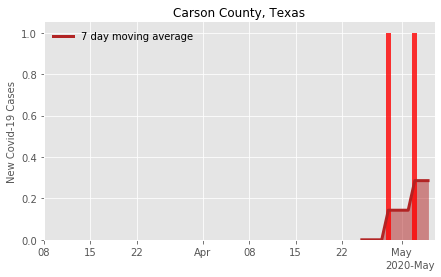 Carson County, Texas
7 day moving average
New Covid-19 Cases
1.0
0.8
0.6
0.4
0.2
0.0
08 15 22 Apr 08 15 22 May
2020-May